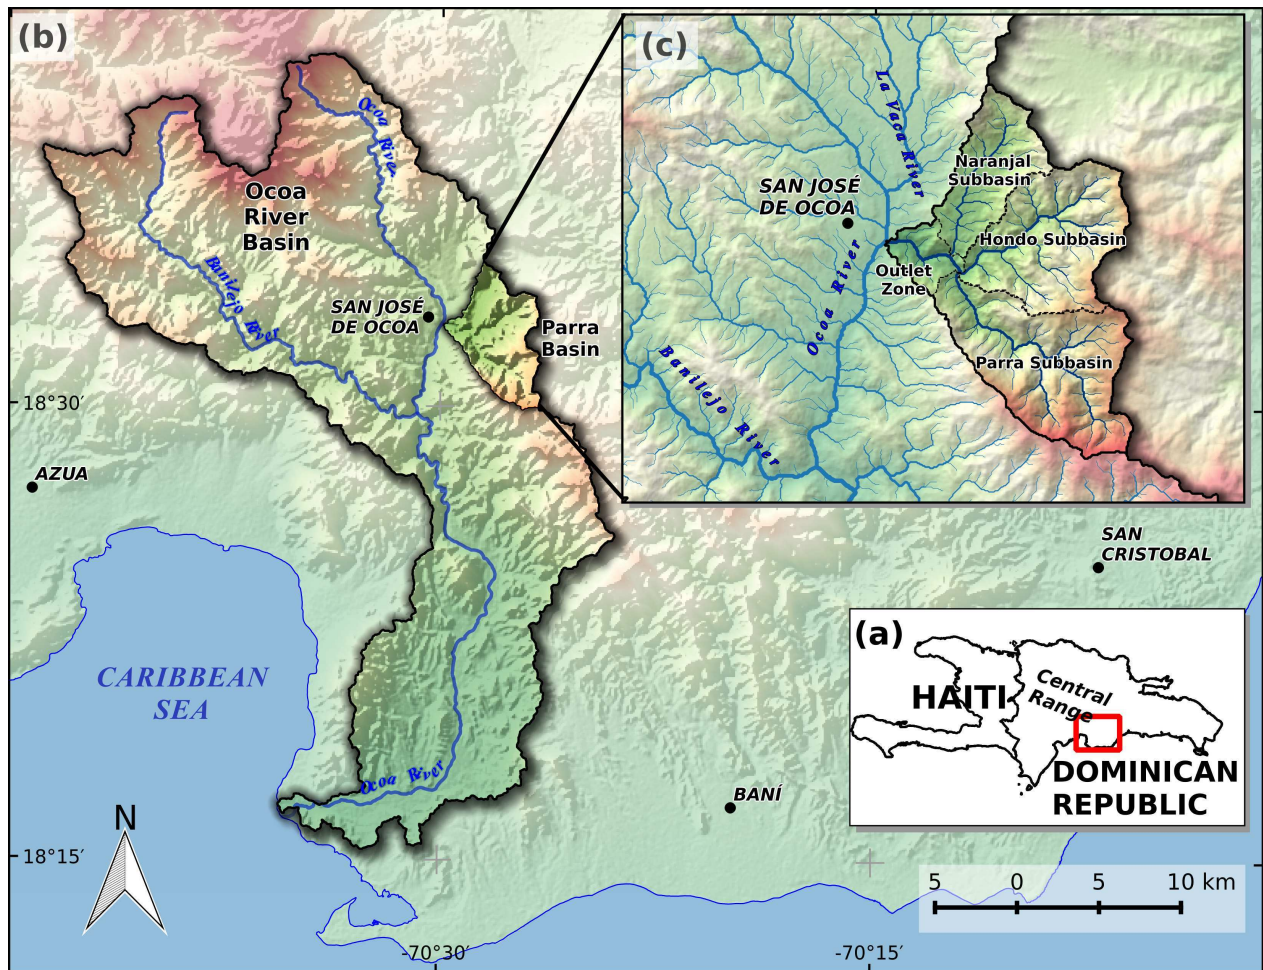 (b)
Ocoa River
Ocoa
River
Basin
Banilejo River
SAN JOSÉ
DE OCOA
Parra
Basin
18°30′
AZUA
CARIBBEAN
SEA
Ocoa River
18°15′
N
-70°30′
-70°15′
BANÍ
SAN
CRISTOBAL
(c)
La Vaca River
Naranjal
Subbasin
SAN JOSÉ
DE OCOA
Hondo Subbasin
Outlet
Zone
Ocoa River
Parra Subbasin
Banilejo River
(a)
HAITI
Central
Range
DOMINICAN
REPUBLIC
5 0 5 10 km